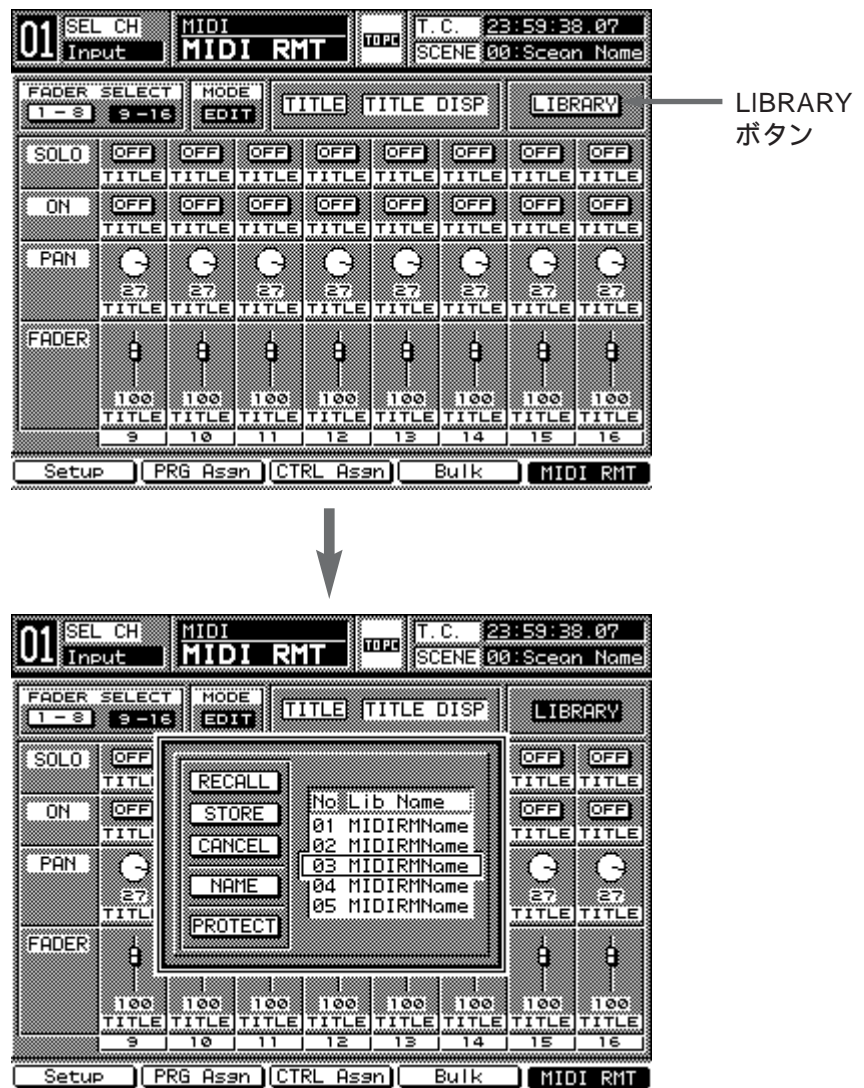 01 SEL CH MIDI TO PC T. C. 23:59:38.07
Input MIDI RMT SCENE 00:Scean Name
FADER SELECT MODE TITLE TITLE DISP LIBRARY
1 - 8 9 - 16 EDIT
LIBRARY
ボタン
SOLO OFF OFF OFF OFF OFF OFF OFF OFF
TITLE TITLE TITLE TITLE TITLE TITLE TITLE TITLE
ON OFF OFF OFF OFF OFF OFF OFF OFF
TITLE TITLE TITLE TITLE TITLE TITLE TITLE TITLE
PAN
27 27 27 27 27 27 27 27
TITLE TITLE TITLE TITLE TITLE TITLE TITLE TITLE
FADER
100 100 100 100 100 100 100 100
TITLE TITLE TITLE TITLE TITLE TITLE TITLE TITLE
9 10 11 12 13 14 15 16
Setup PRG Asgn CTRL Asgn Bulk MIDI RMT
01 SEL CH MIDI TO PC T. C. 23:59:38.07
Input MIDI RMT SCENE 00:Scean Name
FADER SELECT MODE TITLE TITLE DISP LIBRARY
1 - 8 9 - 16 EDIT
SOLO OFF OFF OFF
TITL TITLE TITLE
ON OFF OFF OFF
TITL TITLE TITLE
PAN
27 27 27
TITL TITLE TITLE
FADER
RECALL
STORE
CANCEL
NAME
PROTECT
No Lib Name
01 MIDIRMName
02 MIDIRMName
03 MIDIRMName
04 MIDIRMName
05 MIDIRMName
100 100 100 100 100 100 100 100
TITLE TITLE TITLE TITLE TITLE TITLE TITLE TITLE
9 10 11 12 13 14 15 16
Setup PRG Asgn CTRL Asgn Bulk MIDI RMT